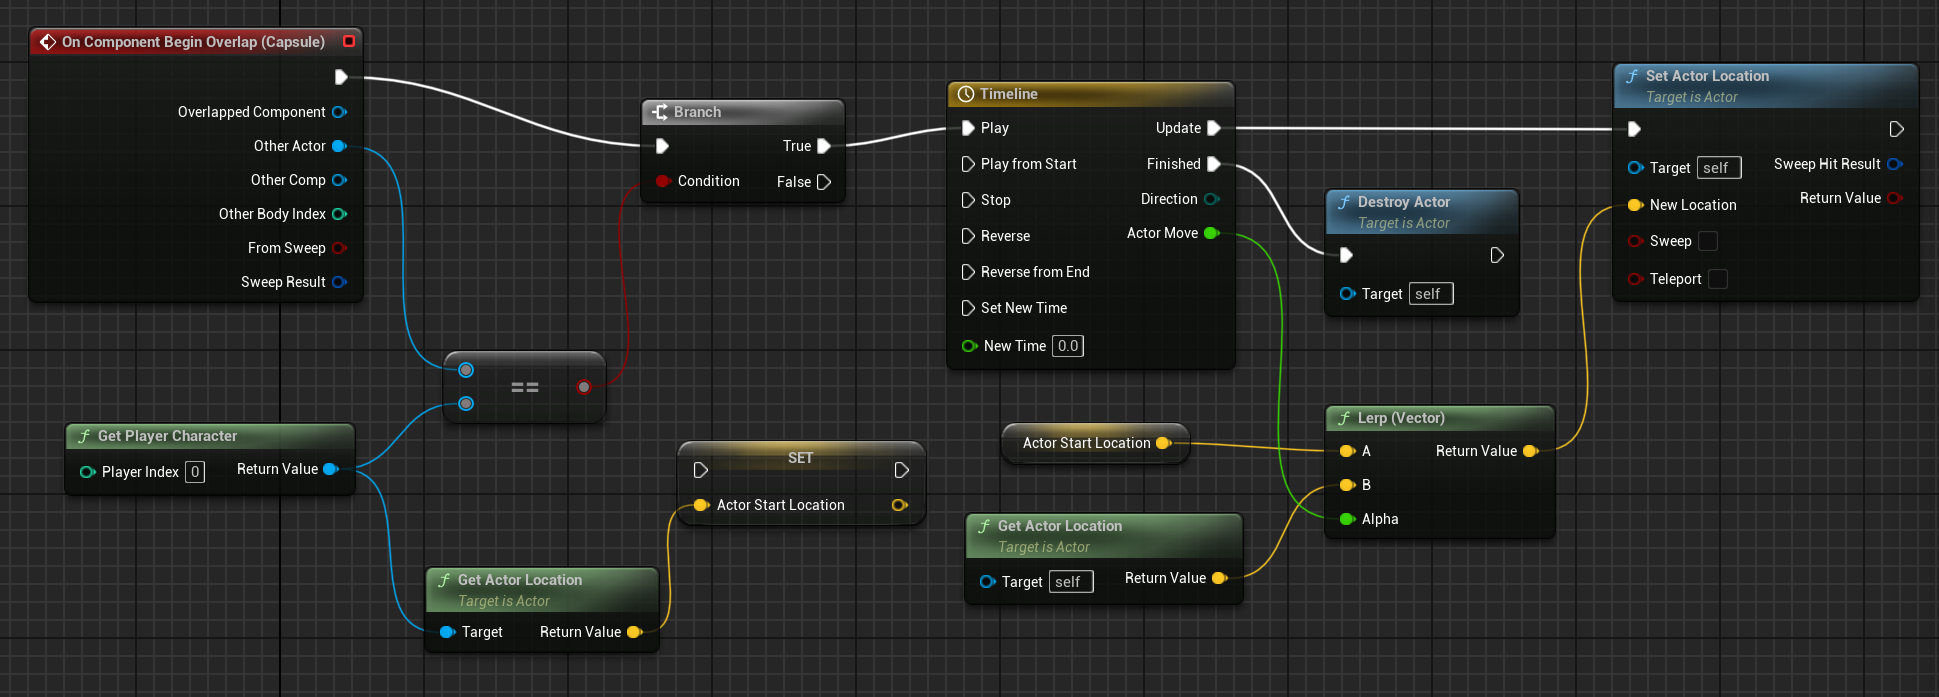 On Component Begin Overlap (Capsule)
Overlapped Component
Other Actor
Other Comp
Other Body Index
From Sweep
Sweep Result
Get Player Character
Player Index 0
Return Value
==
Get Actor Location
Target is Actor
Target
Return Value
SET
Actor Start Location
Branch
True
Condition
False
Timeline
Play
Update
Play from Start
Finished
Stop
Direction
Reverse
Actor Move
Reverse from End
Set New Time
New Time 0.0
Actor Start Location
Get Actor Location
Target is Actor
Target self
Return Value
Destroy Actor
Target is Actor
Target self
Lerp (Vector)
A
Return Value
B
Alpha
Set Actor Location
Target is Actor
Target self
Sweep Hit Result
New Location
Return Value
Sweep
Teleport